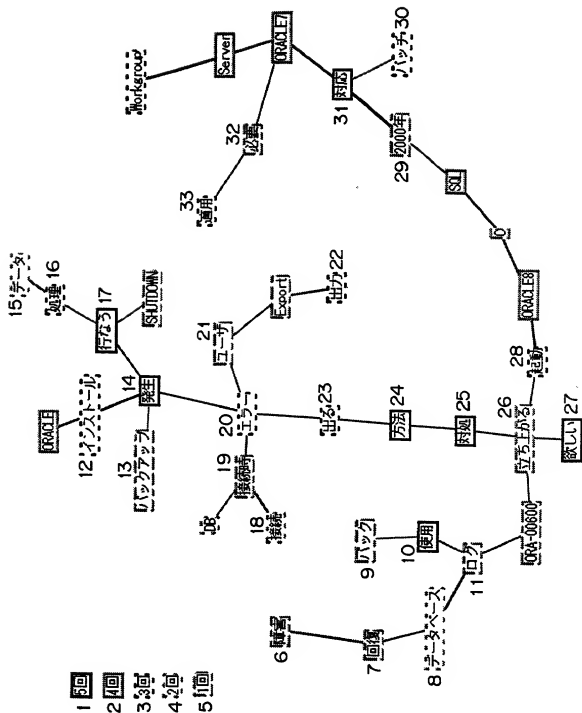 1 5回
2 4回
3 3回
4 2回
5 1回
6 障害
7 回復
8 データベース
9 バック
10 使用
11 ログ
ORA-00600
ORACLE
12 インストール
13 バックアップ
14 発生
15 データ
16 処理
17 行なう
SHUTDOWN
DB
18 接続
19 接続時
20 エラー
21 ユーザ
Export
22 出力
23 出る
24 方法
25 対処
26 立ち上がる
27 欲しい
28 起動
ORACLE8
SQL
29 2000年
30 パッチ
31 対応
ORACLE7
Server
Workgroup
32 必要
33 適用